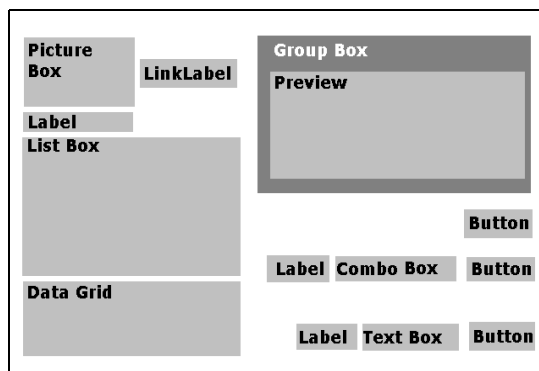 Picture
Box
LinkLabel
Label
List Box
Data Grid
Group Box
Preview
Button
Label Combo Box Button
Label Text Box Button